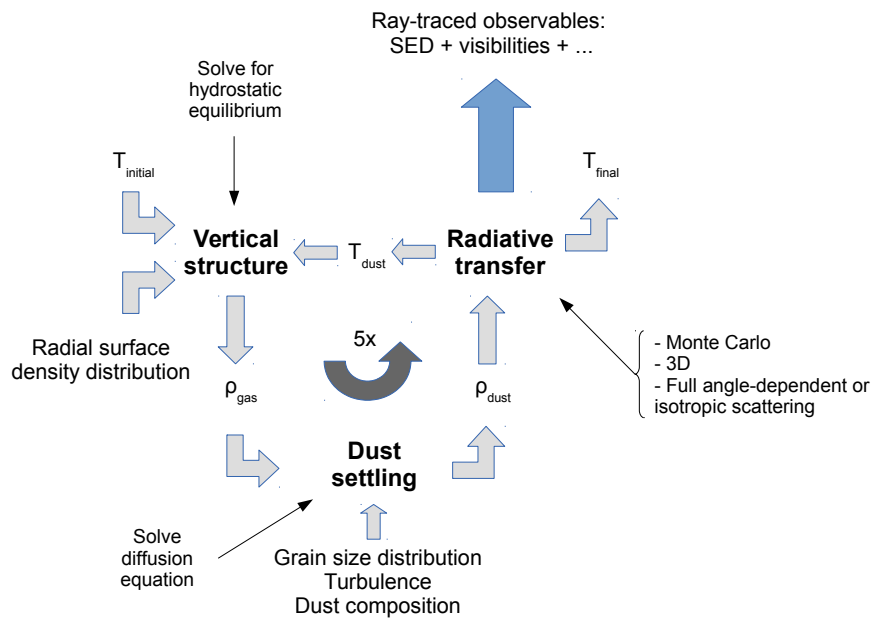 Ray-traced observables:
SED + visibilities + ...
Solve for
hydrostatic
equilibrium
T_initial
T_final
Vertical
structure
T_dust
Radiative
transfer
Radial surface
density distribution
5x
- Monte Carlo
- 3D
- Full angle-dependent or
isotropic scattering
ρ_gas
ρ_dust
Dust
settling
Solve
diffusion
equation
Grain size distribution
Turbulence
Dust composition